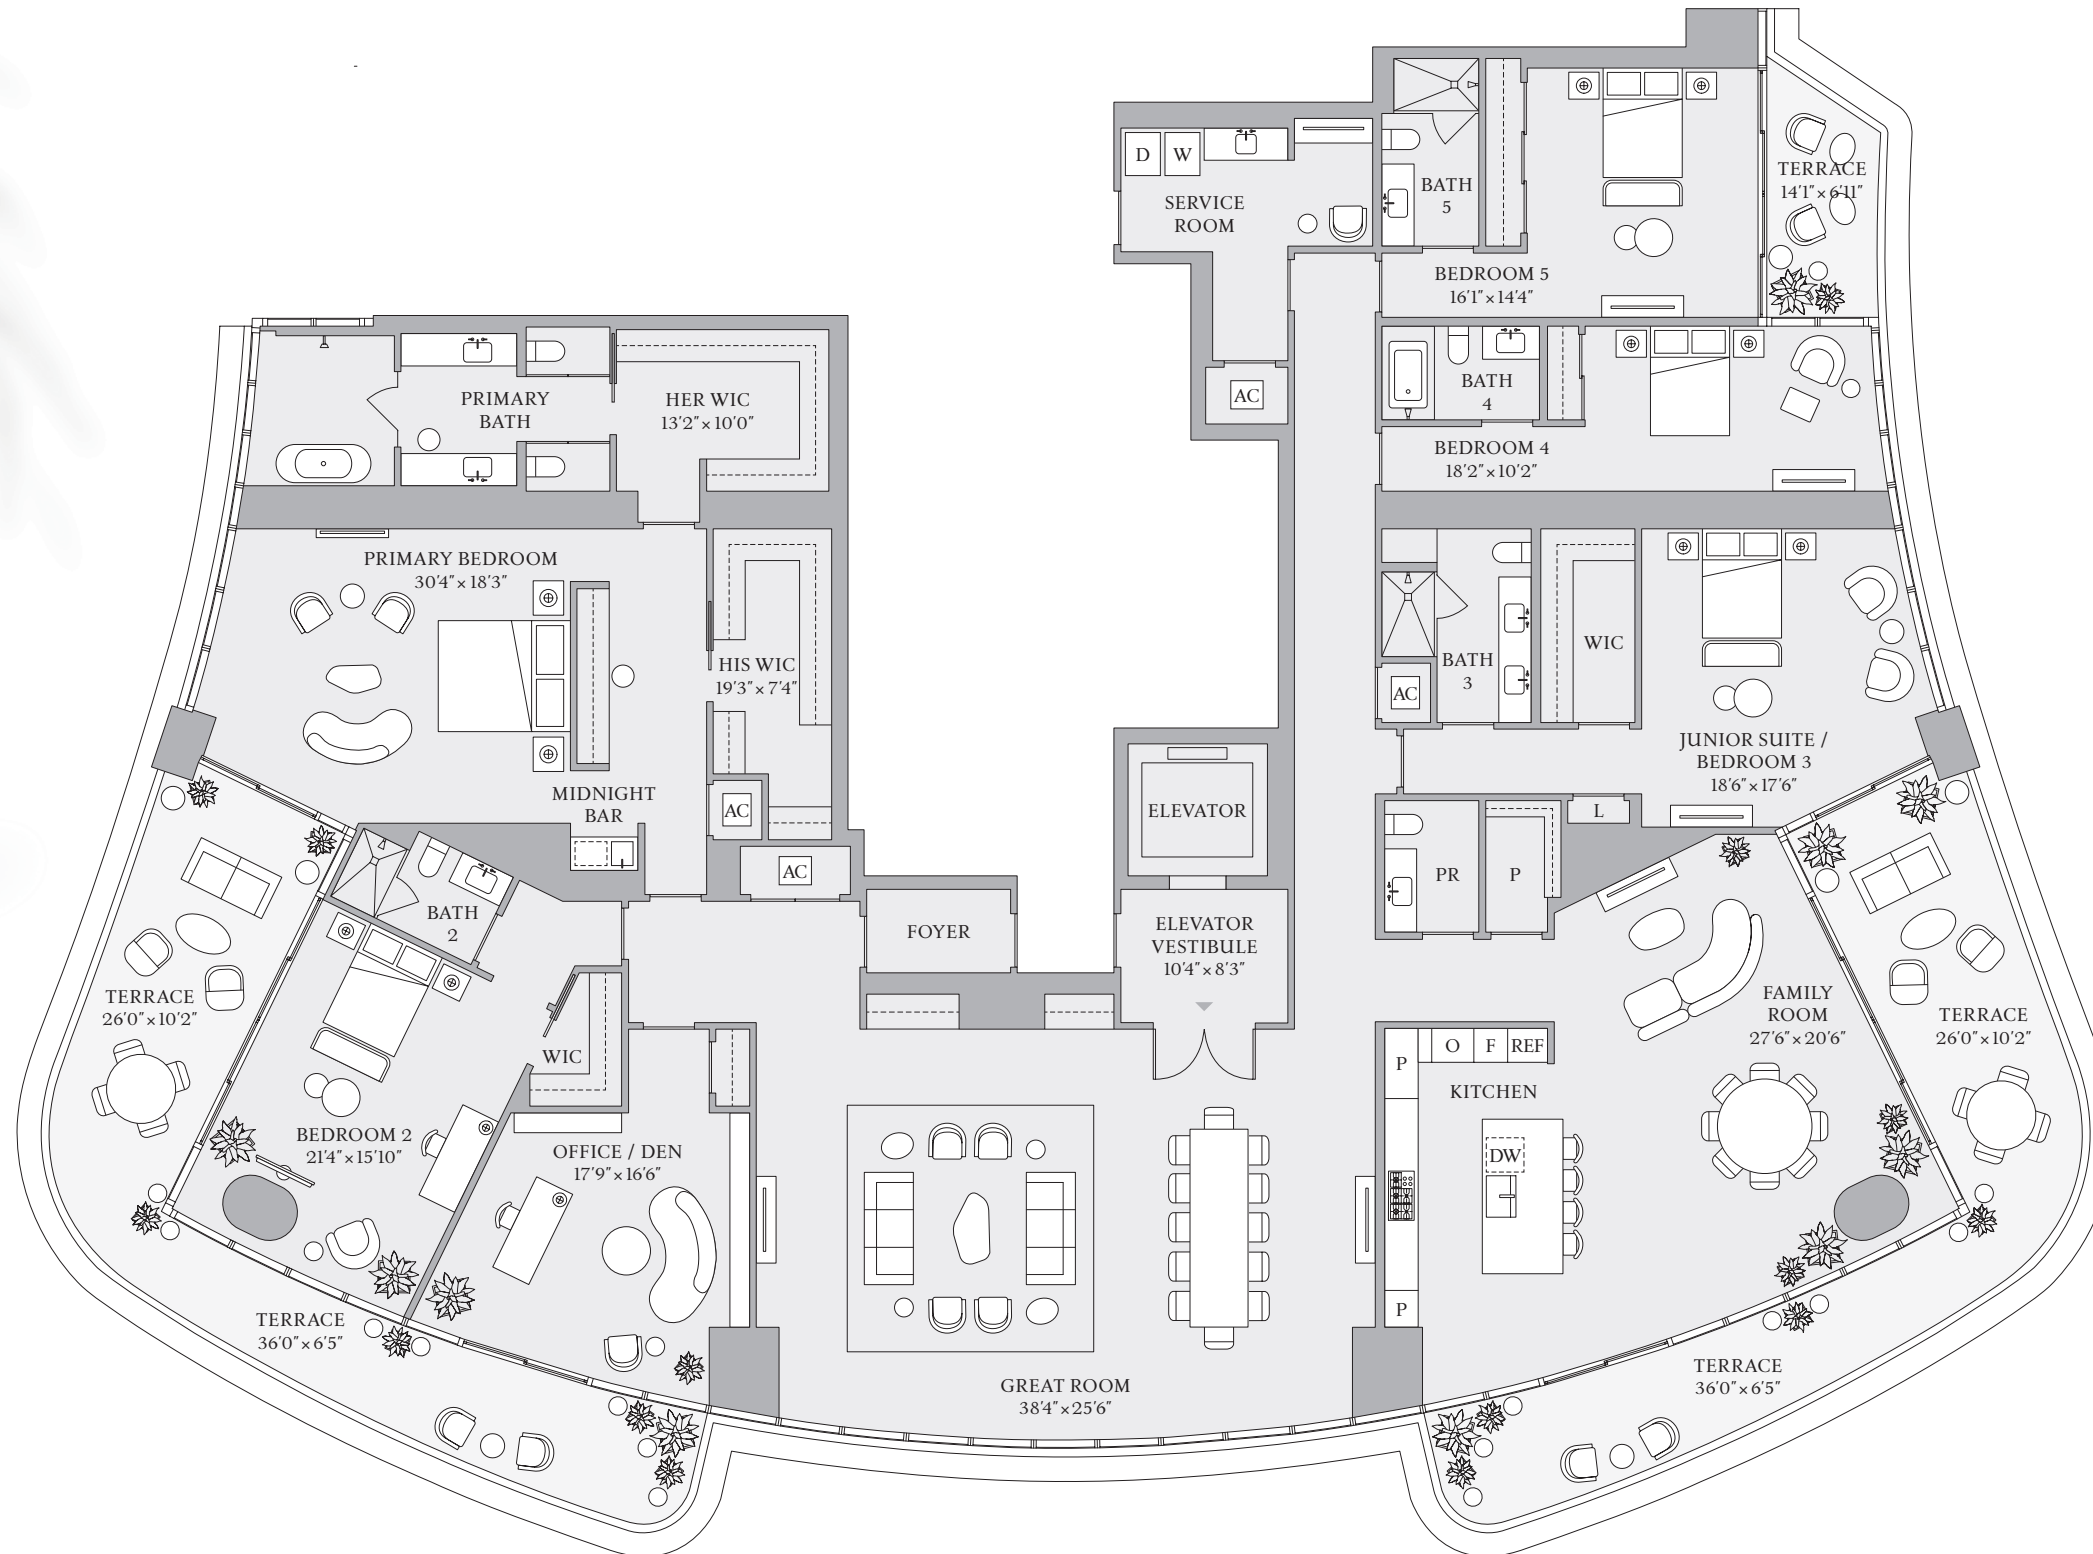 TERRACE
14'1"×6'11"
D
W
SERVICE
ROOM
BATH
5
BEDROOM 5
16'1"×14'4"
AC
BATH
4
BEDROOM 4
18'2"×10'2"
PRIMARY
BATH
HER WIC
13'2"×10'0"
PRIMARY BEDROOM
30'4"×18'3"
HIS WIC
19'3"×7'4"
MIDNIGHT
BAR
AC
AC
BATH
3
AC
WIC
JUNIOR SUITE /
BEDROOM 3
18'6"×17'6"
L
ELEVATOR
PR
P
FOYER
ELEVATOR
VESTIBULE
10'4"×8'3"
BATH
2
TERRACE
26'0"×10'2"
WIC
BEDROOM 2
21'4"×15'10"
OFFICE / DEN
17'9"×16'6"
TERRACE
36'0"×6'5"
GREAT ROOM
38'4"×25'6"
P
O
F
REF
KITCHEN
DW
P
FAMILY
ROOM
27'6"×20'6"
TERRACE
26'0"×10'2"
TERRACE
36'0"×6'5"